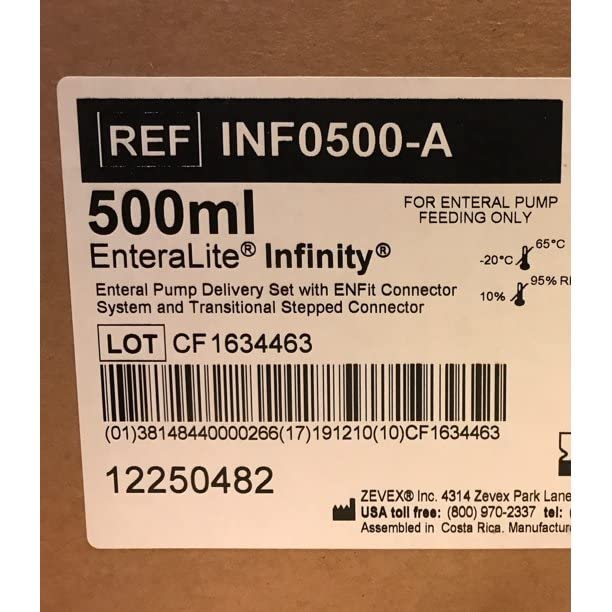 REF INF0500-A
500ml
FOR ENTERAL PUMP
FEEDING ONLY
EnteraLite® Infinity®
65°C
-20°C
Enteral Pump Delivery Set with ENFit Connector
System and Transitional Stepped Connector
95% R
10%
LOT CF1634463
(01)38148440000266(17)191210(10)CF1634463
12250482
ZEVEX® Inc. 4314 Zevex Park Lane
USA toll free: (800) 970-2337 tel:
Assembled in Costa Rica. Manufactur